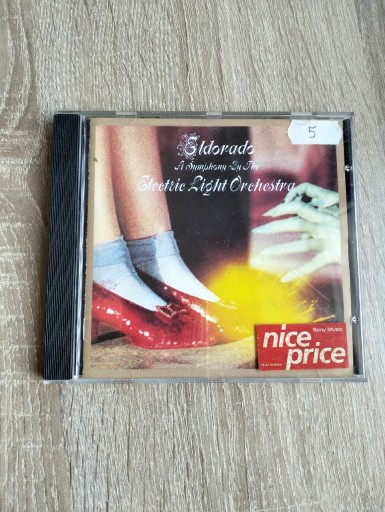 5
Eldorado
A Symphony By The
Electric Light Orchestra
Sony Music
nice
price